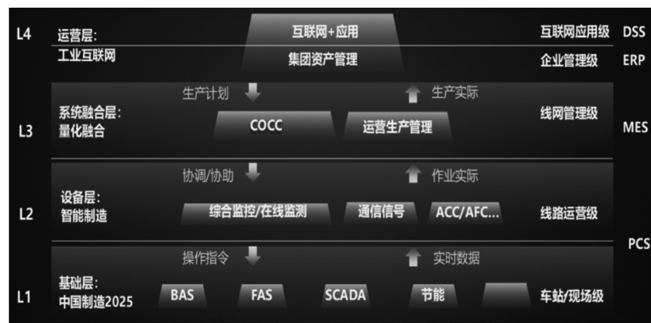 L4 运营层: 互联网+应用 互联网应用级 DSS
工业互联网 集团资产管理 企业管理级 ERP
生产计划 生产实际
系统融合层:
量化融合
L3 COCC 运营生产管理 线网管理级 MES
协调/协助 作业实际
设备层:
智能制造
L2 综合监控/在线监测 通信信号 ACC/AFC... 线路运营级
PCS
操作指令 实时数据
基础层:
中国制造2025
L1 BAS FAS SCADA 节能 车站/现场级